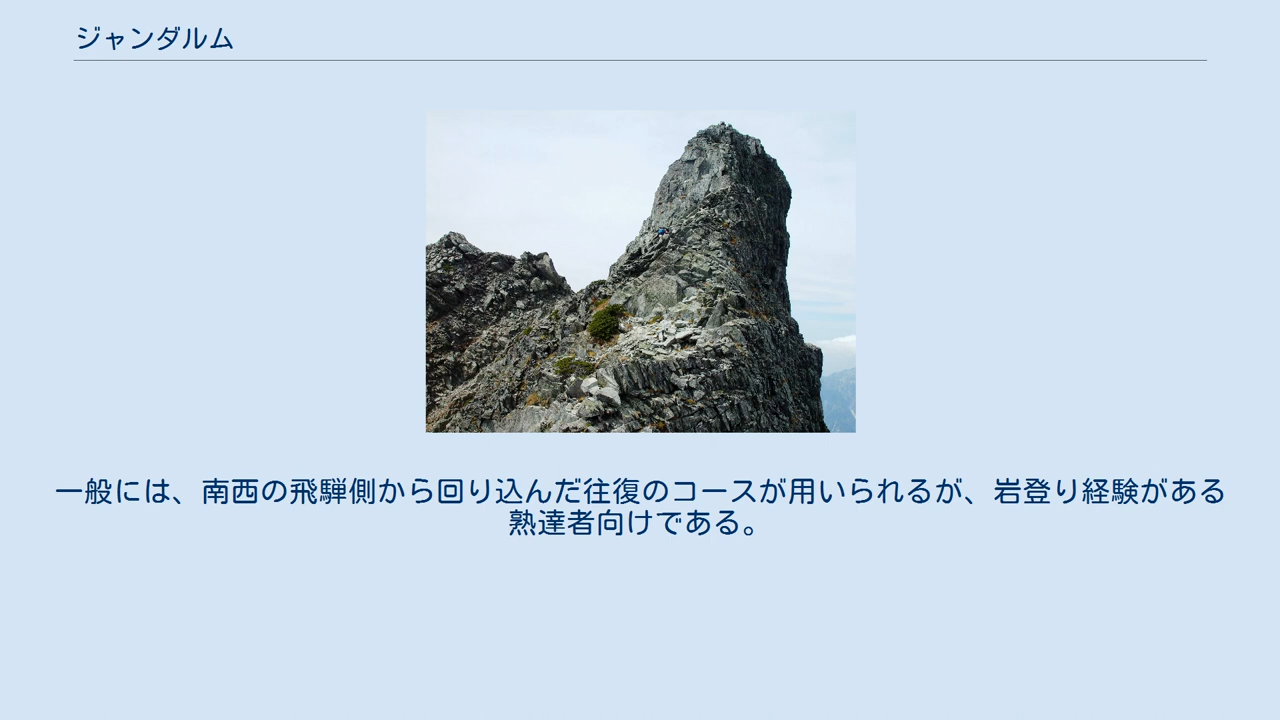 ジャンダルム
一般には、南西の飛騨側から回り込んだ往復のコースが用いられるが、岩登り経験がある
熟達者向けである。